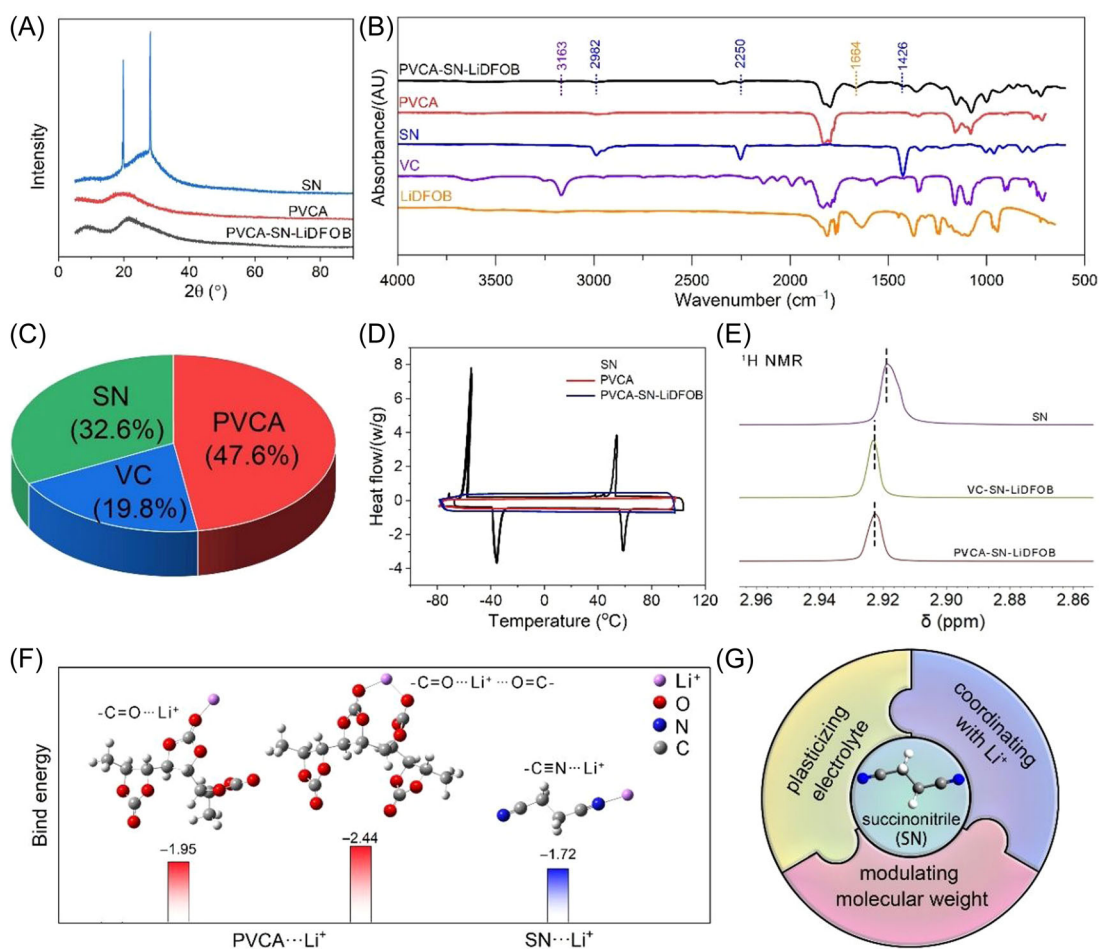 (A)
Intensity
SN
PVCA
PVCA-SN-LiDFOB
0
20
40
60
80
2θ (°)
(B)
Absorbance/(AU)
3163
2982
2250
1664
1426
PVCA-SN-LiDFOB
PVCA
SN
VC
LiDFOB
4000
3500
3000
2500
2000
1500
1000
500
Wavenumber (cm⁻¹)
(C)
SN
(32.6%)
PVCA
(47.6%)
VC
(19.8%)
(D)
Heat flow/(w/g)
8
6
4
2
0
-2
-4
SN
PVCA
PVCA-SN-LiDFOB
-80
-40
0
40
80
120
Temperature (°C)
(E)
¹H NMR
SN
VC-SN-LiDFOB
PVCA-SN-LiDFOB
2.96
2.94
2.92
2.90
2.88
2.86
δ (ppm)
(F)
Bind energy
-C=O···Li⁺
-C=O···Li⁺···O=C-
-C≡N···Li⁺
Li⁺
O
N
C
−1.95
−2.44
−1.72
PVCA···Li⁺
SN···Li⁺
(G)
plasticizing
electrolyte
coordinating
with Li⁺
succinonitrile
(SN)
modulating
molecular weight